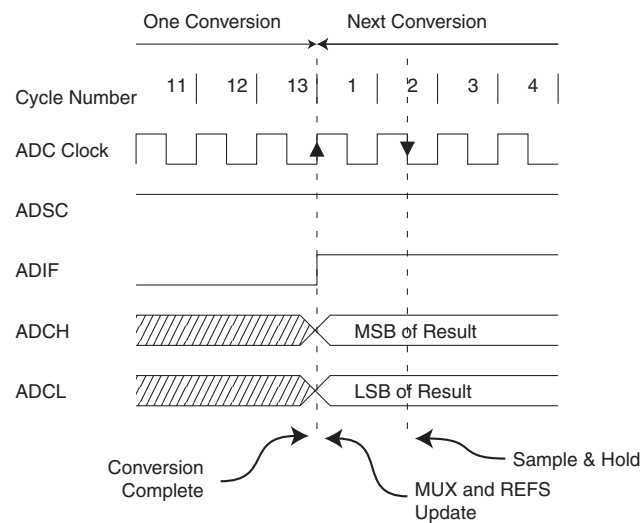 One Conversion Next Conversion
Cycle Number 11 12 13 1 2 3 4
ADC Clock
ADSC
ADIF
ADCH MSB of Result
ADCL LSB of Result
Conversion
Complete
MUX and REFS
Update
Sample & Hold